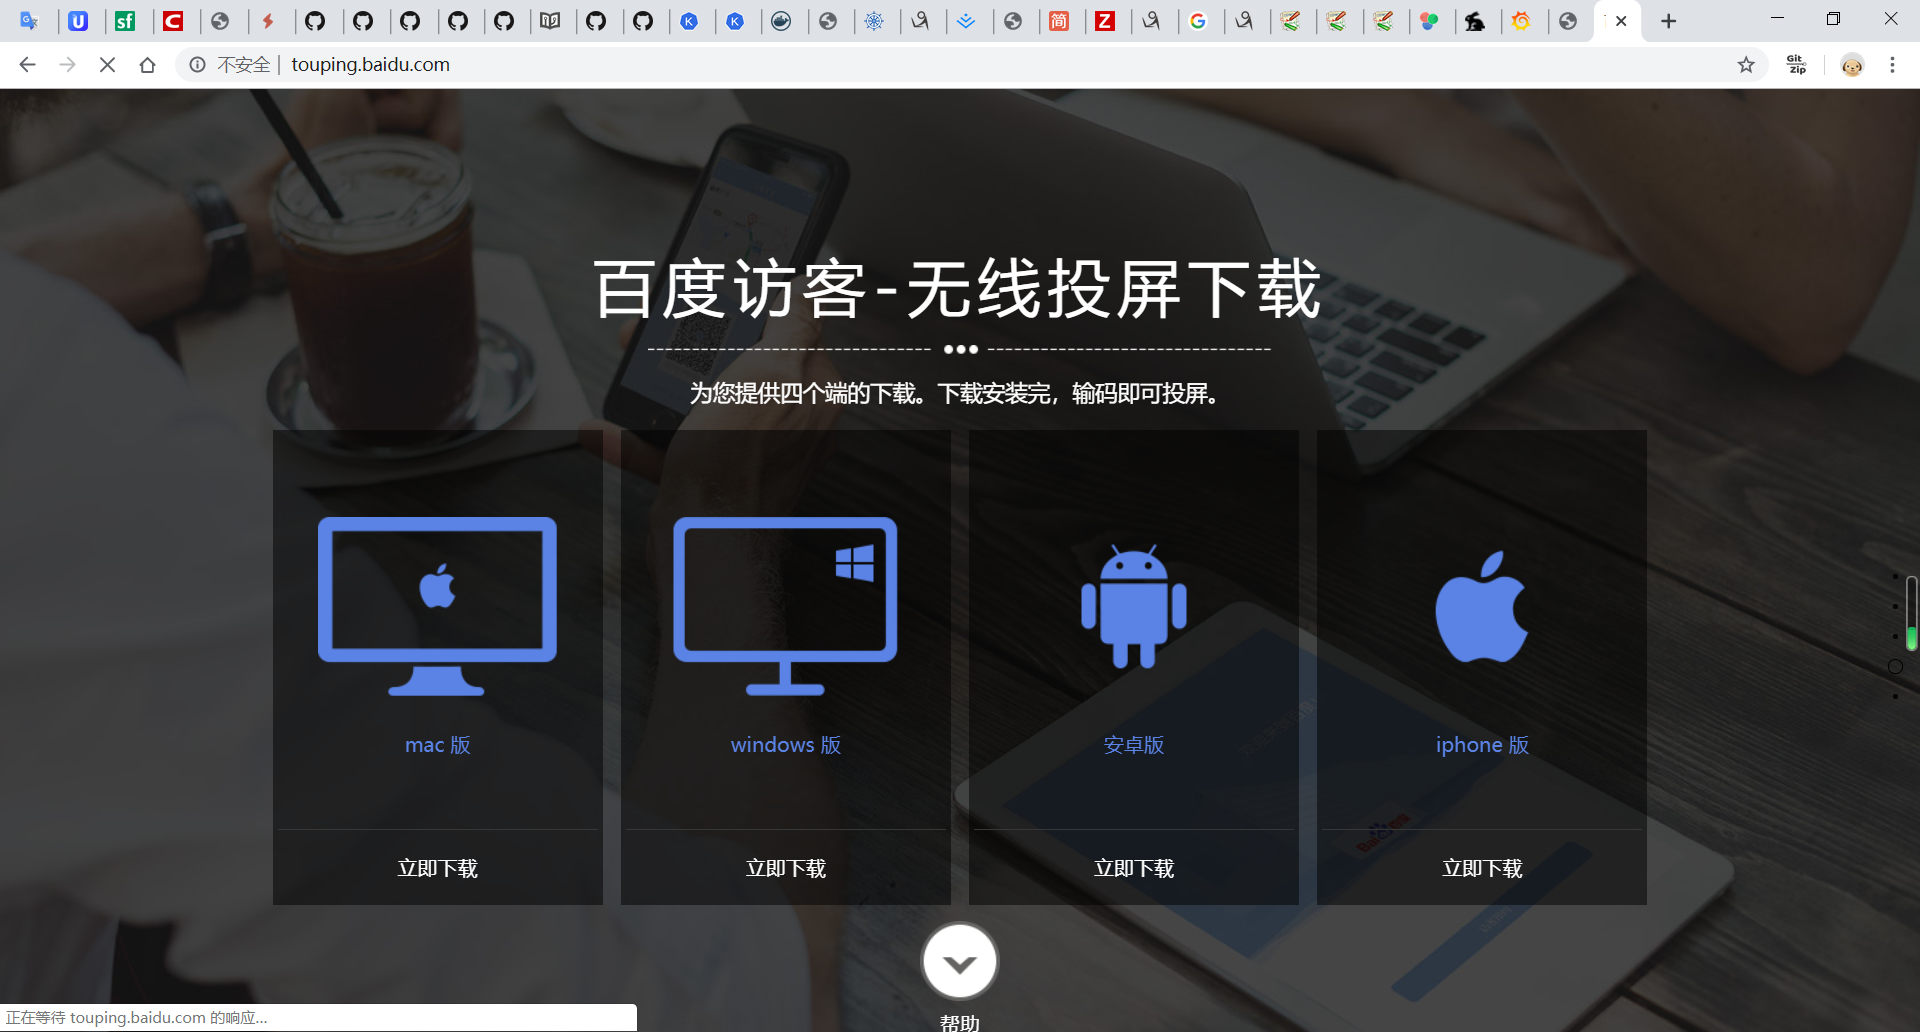 不安全 | touping.baidu.com
Git
Zip
百度访客-无线投屏下载
为您提供四个端的下载。下载安装完，输码即可投屏。
mac 版
windows 版
安卓版
iphone 版
立即下载
立即下载
立即下载
立即下载
帮助
正在等待 touping.baidu.com 的响应...